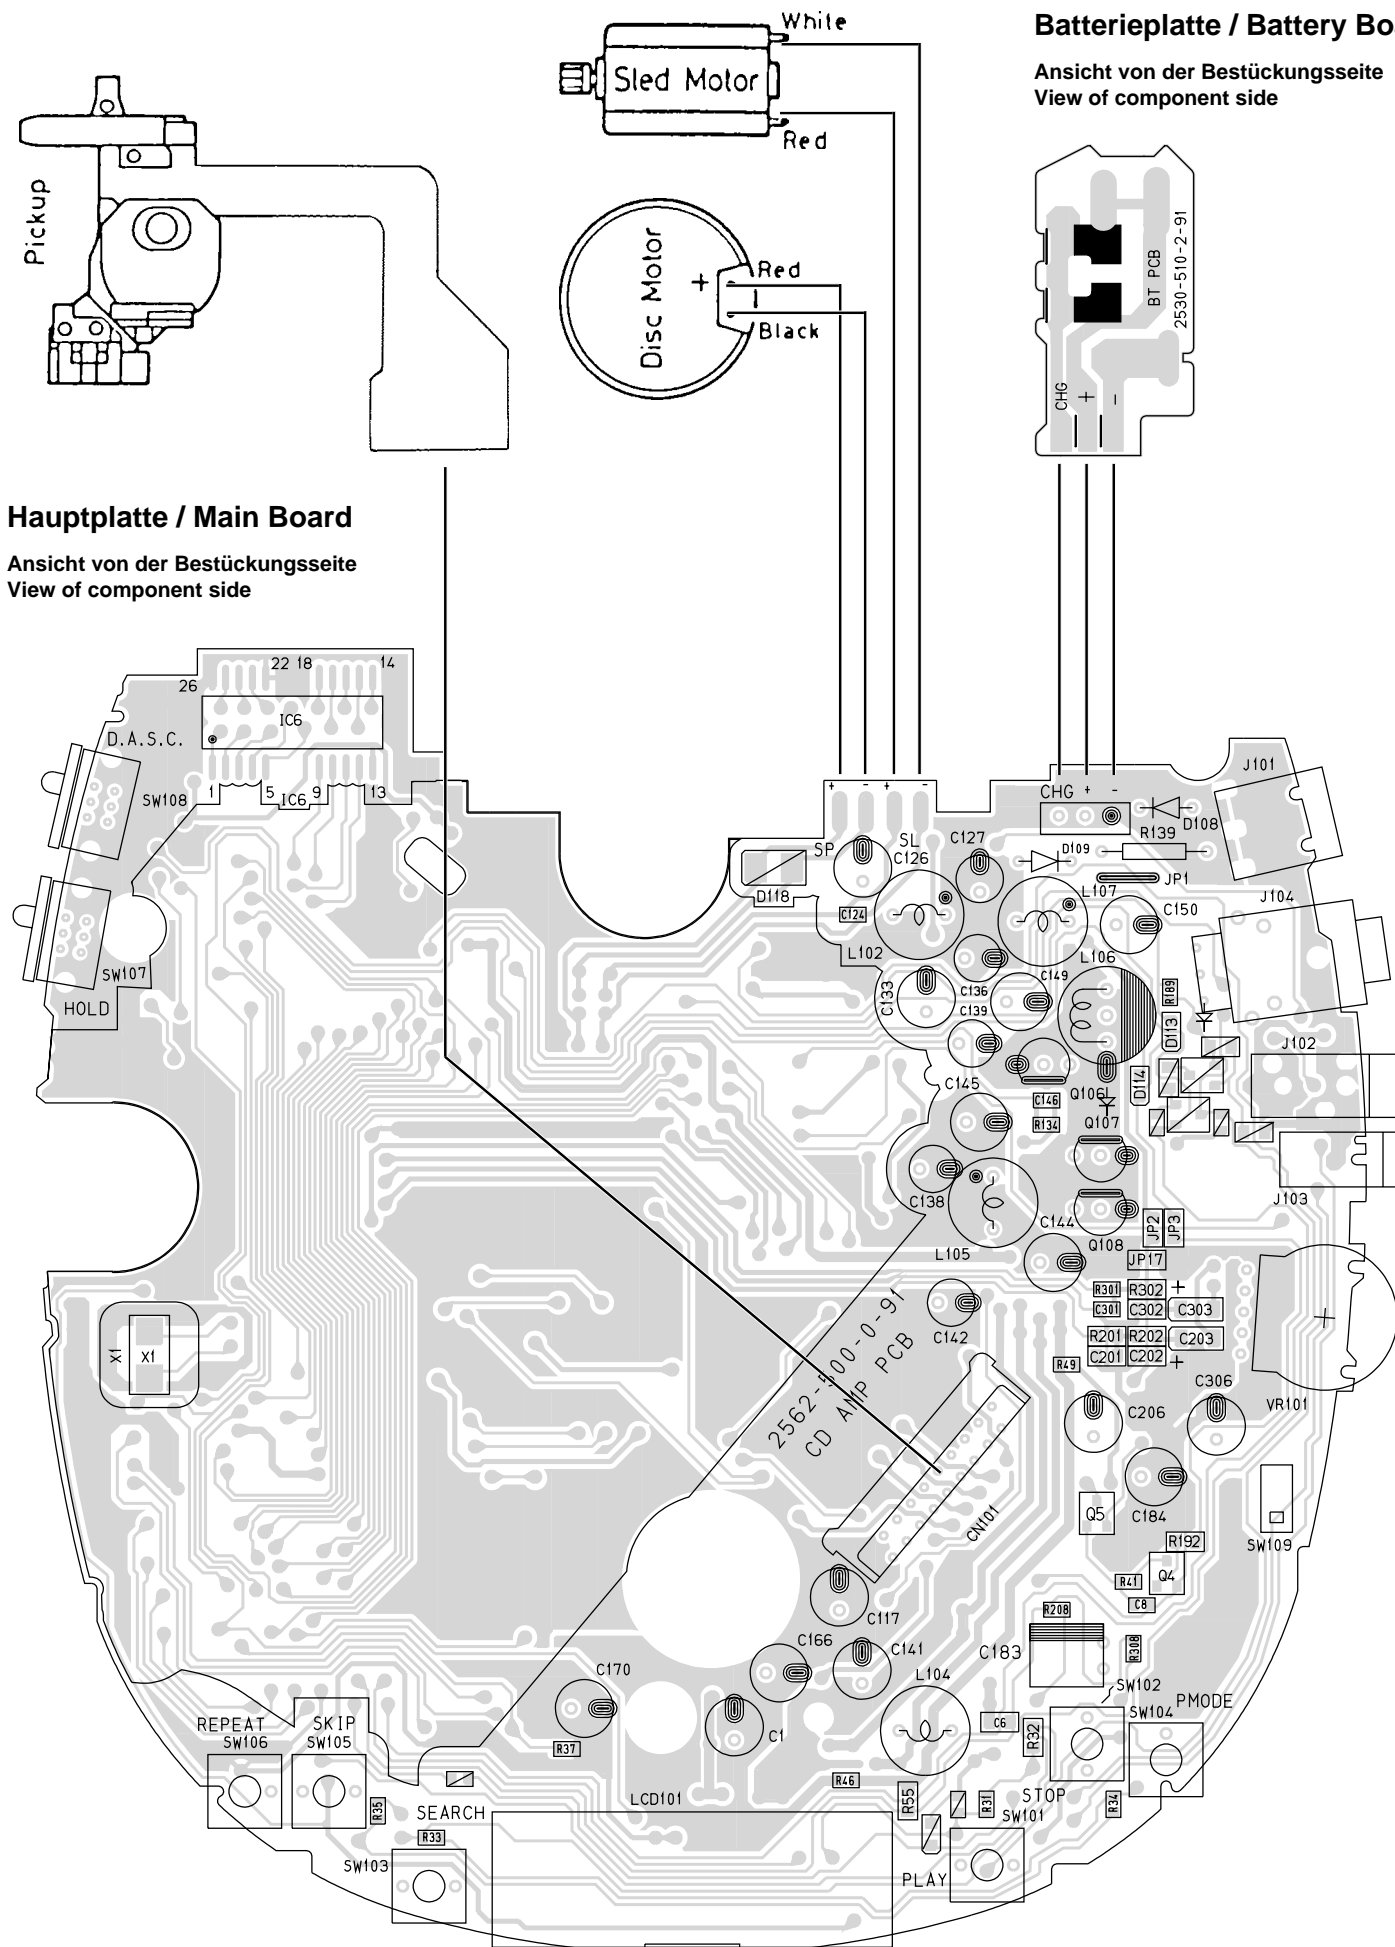 White
Sled Motor
Red
Batterieplatte / Battery Bo
Ansicht von der Bestückungsseite
View of component side
Pickup
Disc Motor
+
Red
-
Black
BT PCB
2530-510-2-91
CHG
+
-
Hauptplatte / Main Board
Ansicht von der Bestückungsseite
View of component side
22 18 14
26
IC6
D.A.S.C.
SW108
1 5 IC6 9 13
J101
CHG + -
+ - + -
D108
R139
SP SL C127
C126
D109
D118
L107
JP1
C124
C150
J104
L102
SW107
HOLD
L106
C149
C136
C133
C139
R189
D113
J102
C145
Q106
D114
C146
R134
Q107
C138
J103
C144
JP2
JP3
Q108
L105
JP17
R301 R302 +
C301 C302 C303
R201 R202 C203
C201 C202 +
R49
C142
X1 X1
2562-500-0-91
CD AMP PCB
C306
VR101
C206
CN101
Q5
C184
R192
SW109
Q4
R41
C8
C117
R208
C166 C141
C183
R308
C170
L104
SW102
PMODE
SW104
REPEAT SKIP
SW106 SW105
C1
C6
R32
R37
R46
STOP
R35
SEARCH
LCD101
R55
R31
R34
SW101
R33
SW103
PLAY